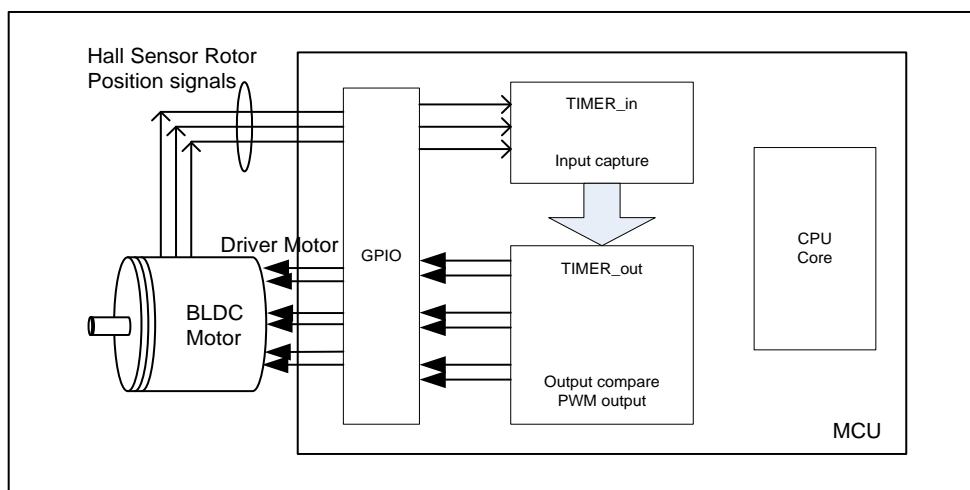 Hall Sensor Rotor
Position signals
TIMER_in
Input capture
CPU
Core
Driver Motor
GPIO
TIMER_out
BLDC
Motor
Output compare
PWM output
MCU